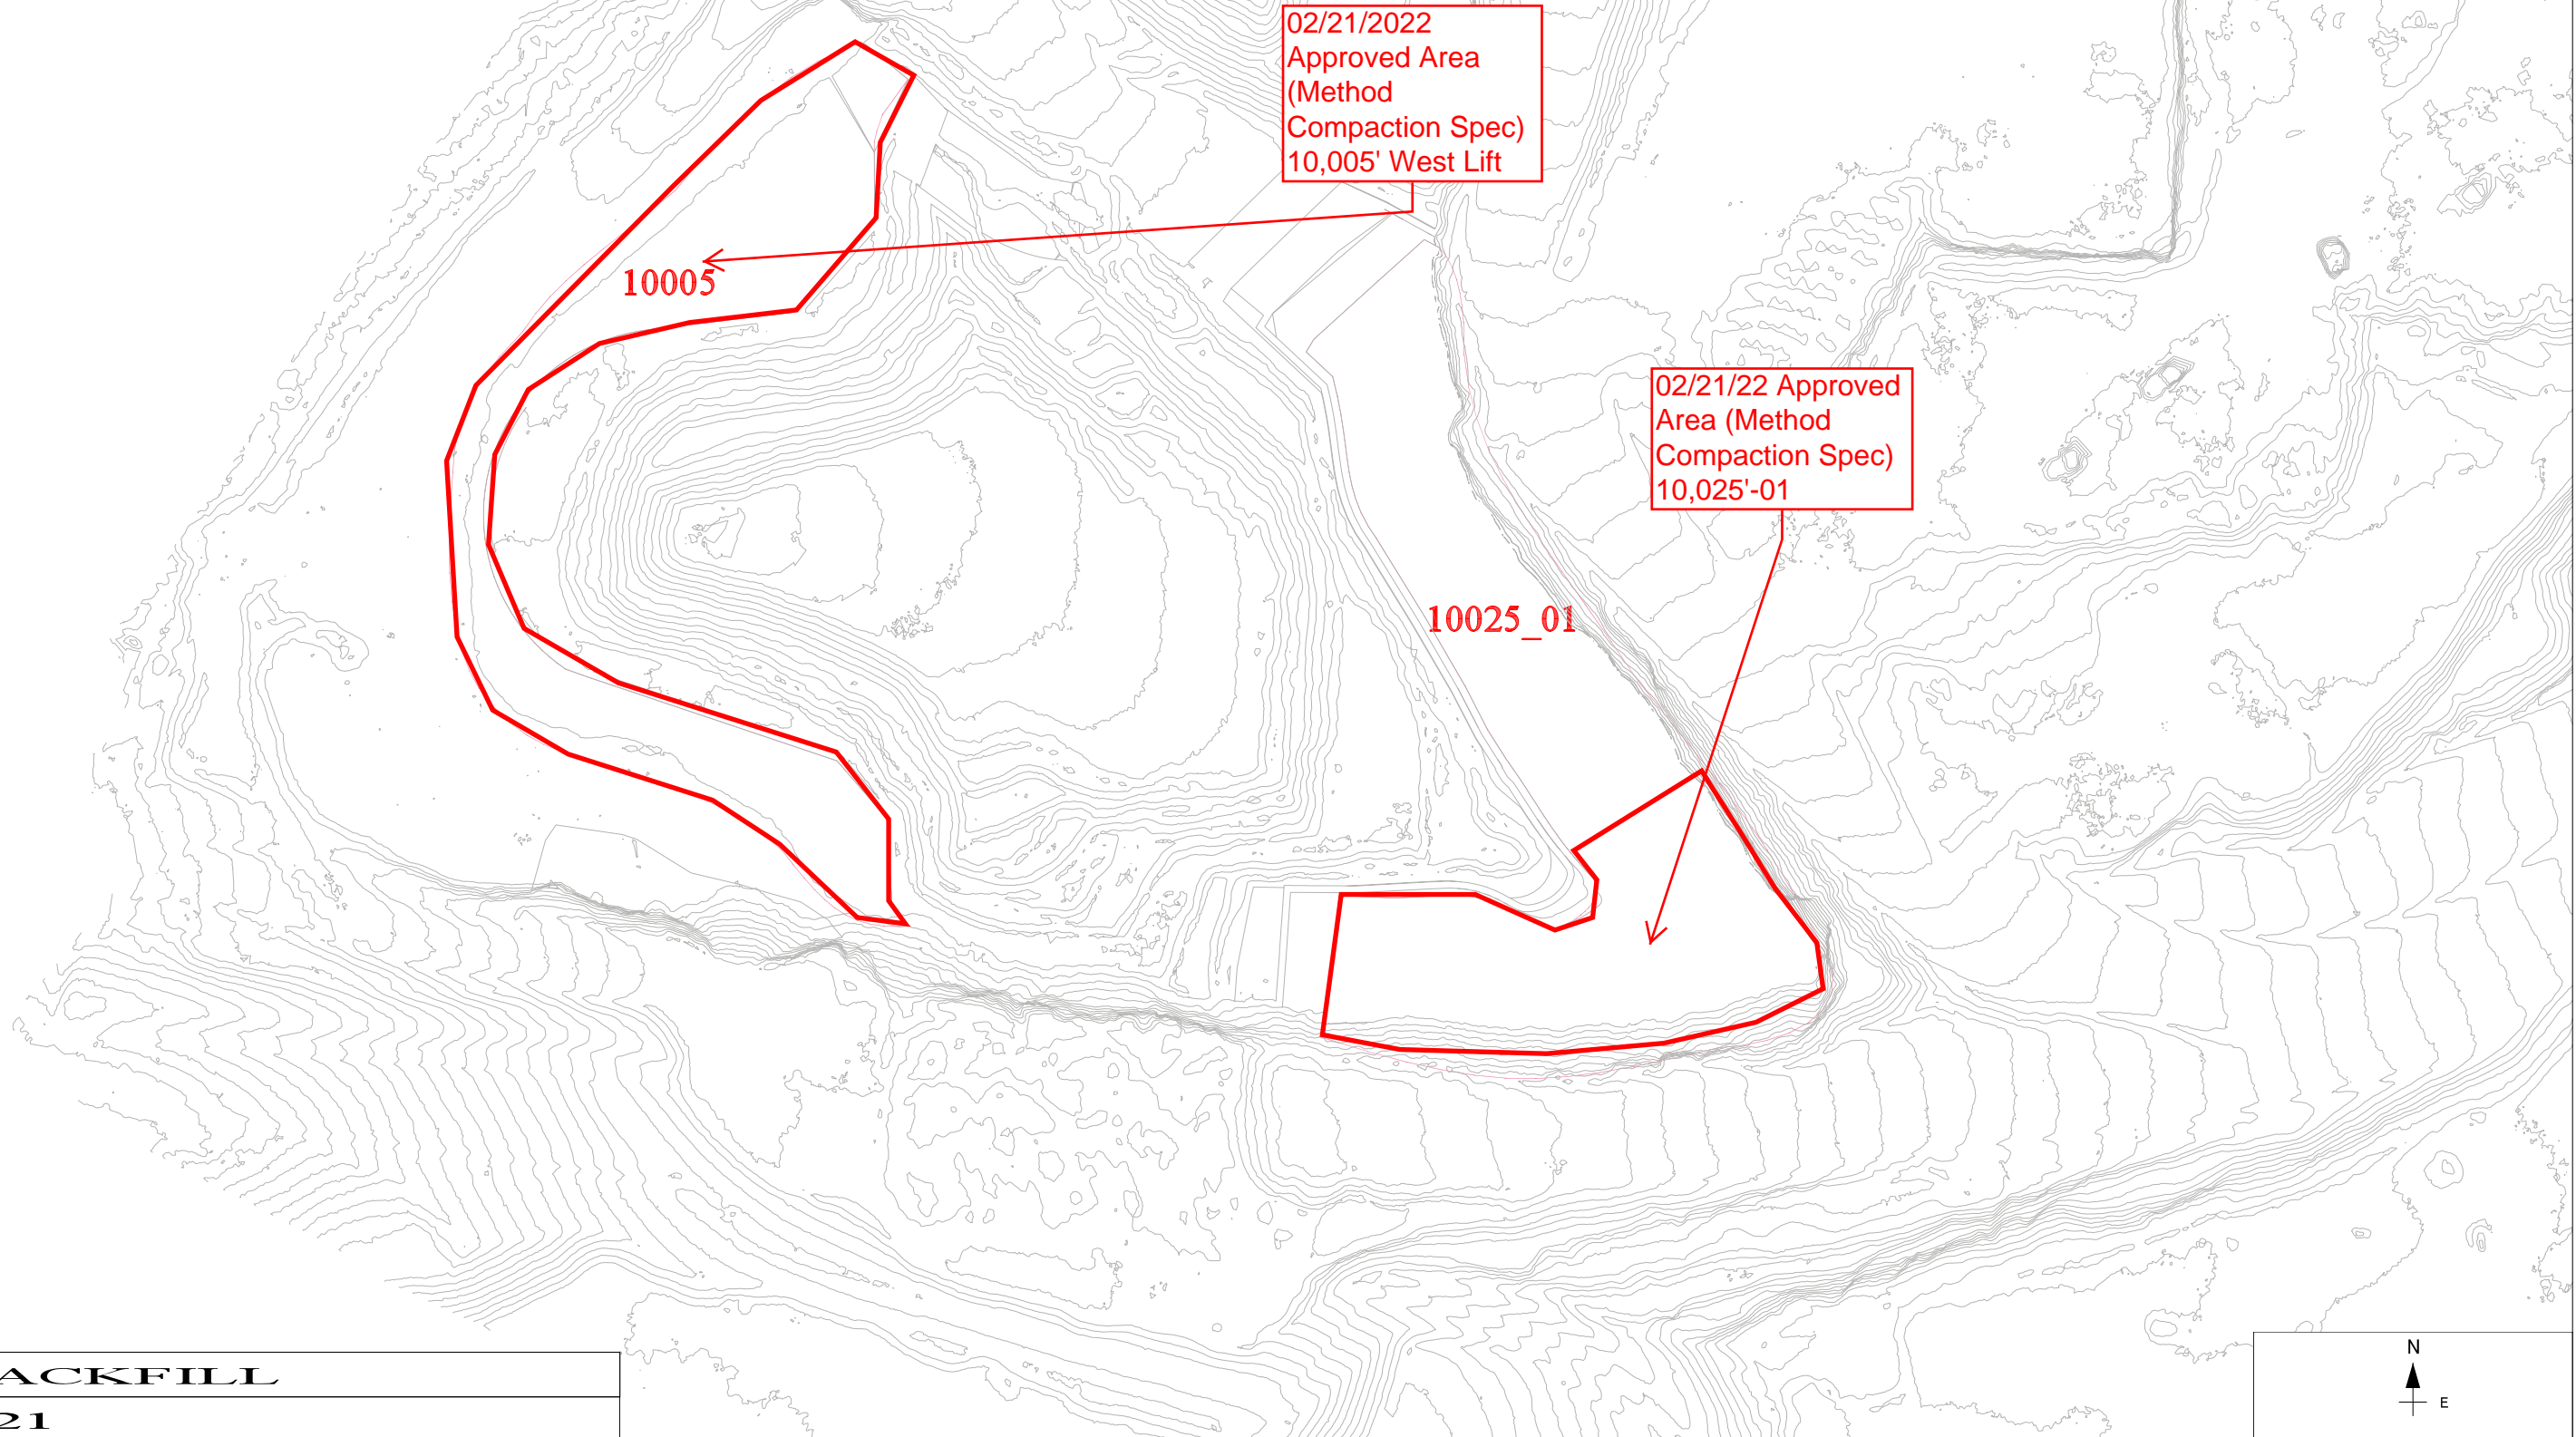 02/21/2022
Approved Area
(Method
Compaction Spec)
10,005' West Lift
10005
02/21/22 Approved
Area (Method
Compaction Spec)
10,025'-01
10025_01
ACKFILL
21
N
E